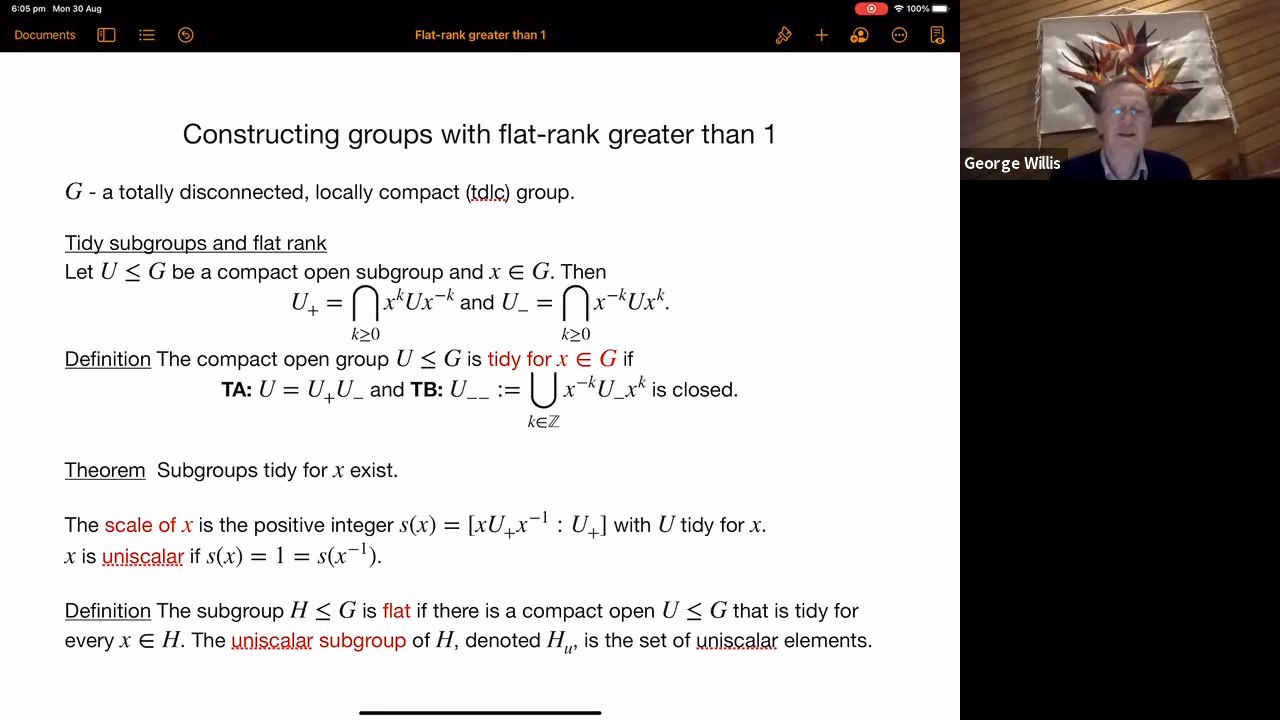 6:05 pm Mon 30 Aug
100%
Documents
Flat-rank greater than 1
George Willis
Constructing groups with flat-rank greater than 1
G - a totally disconnected, locally compact (tdlc) group.
Tidy subgroups and flat rank
Let U ≤ G be a compact open subgroup and x ∈ G. Then
U₊ = ⋂_{k≥0} xᵏUx⁻ᵏ and U₋ = ⋂_{k≥0} x⁻ᵏUxᵏ.
Definition The compact open group U ≤ G is tidy for x ∈ G if
TA: U = U₊U₋ and TB: U₋₋ := ⋃_{k∈ℤ} x⁻ᵏU₋xᵏ is closed.
Theorem Subgroups tidy for x exist.
The scale of x is the positive integer s(x) = [xU₊x⁻¹ : U₊] with U tidy for x.
x is uniscalar if s(x) = 1 = s(x⁻¹).
Definition The subgroup H ≤ G is flat if there is a compact open U ≤ G that is tidy for
every x ∈ H. The uniscalar subgroup of H, denoted Hᵤ, is the set of uniscalar elements.